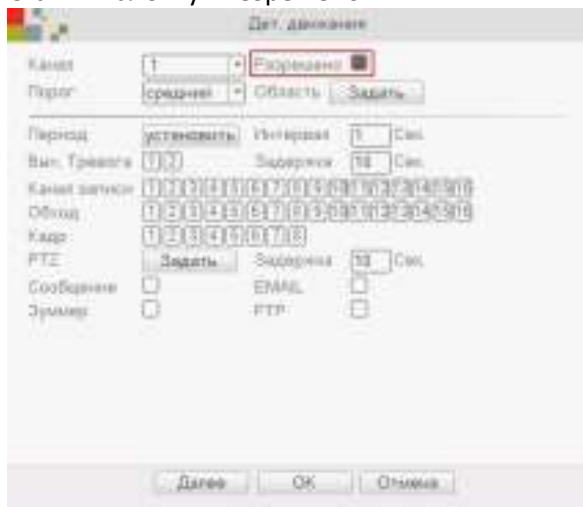 Дет. движения
Канал 1 Разрешено
Порог средний Область Задать
Период установить Интервал 1 Сек.
Вых. Тревога 1 2 Задержка 10 Сек.
Канал записи 1 2 3 4 5 6 7 8 9 10 11 12 13 14 15 16
Обход 1 2 3 4 5 6 7 8 9 10 11 12 13 14 15 16
Кадр 1 2 3 4 5 6 7 8
PTZ Задать Задержка 10 Сек.
Сообщение EMAIL
Зуммер FTP
Далее OK Отмена